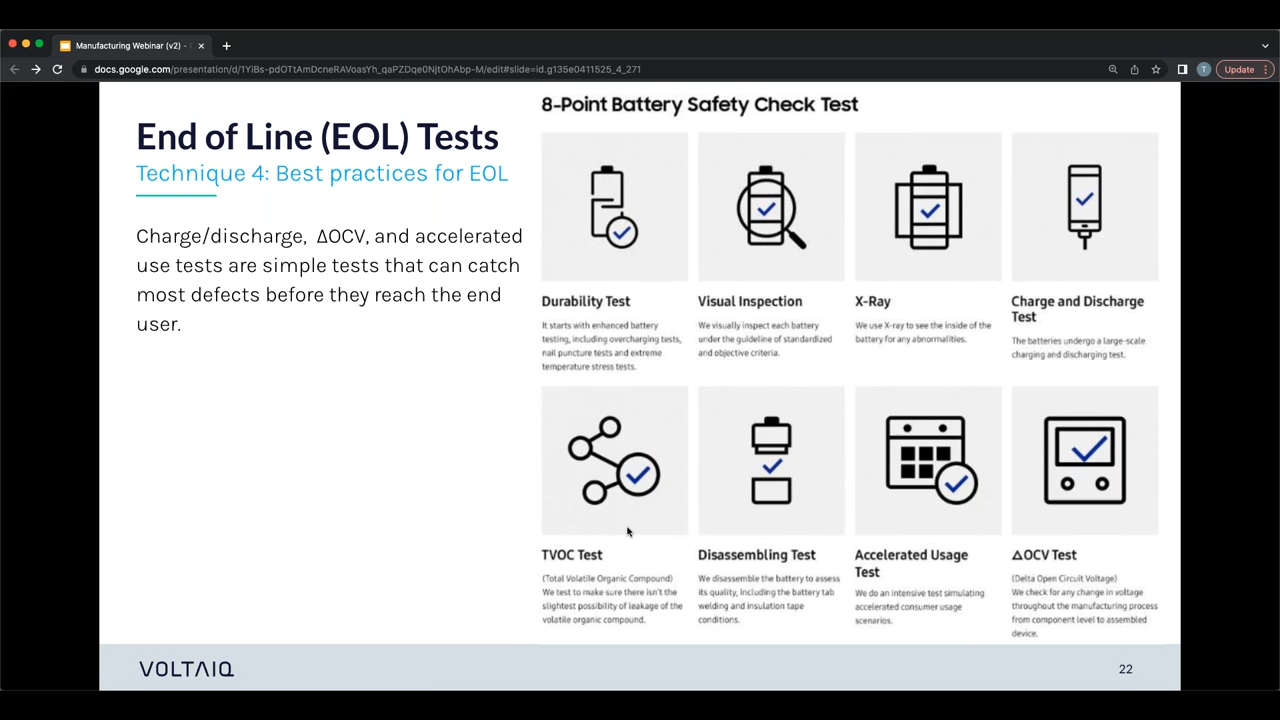 Manufacturing Webinar (v2) -
docs.google.com/presentation/d/1YiBs-pdOTtAmDcneRAVoasYh_qaPZDqe0NjtOhAbp-M/edit#slide=id.g135e0411525_4_271
T
Update
End of Line (EOL) Tests
Technique 4: Best practices for EOL
Charge/discharge, ΔOCV, and accelerated
use tests are simple tests that can catch
most defects before they reach the end
user.
8-Point Battery Safety Check Test
Durability Test
It starts with enhanced battery
testing, including overcharging tests,
nail puncture tests and extreme
temperature stress tests.
Visual Inspection
We visually inspect each battery
under the guideline of standardized
and objective criteria.
X-Ray
We use X-ray to see the inside of the
battery for any abnormalities.
Charge and Discharge
Test
The batteries undergo a large-scale
charging and discharging test.
TVOC Test
(Total Volatile Organic Compound)
We test to make sure there isn't the
slightest possibility of leakage of the
volatile organic compound.
Disassembling Test
We disassemble the battery to assess
its quality, including the battery tab
welding and insulation tape
conditions.
Accelerated Usage
Test
We do an intensive test simulating
accelerated consumer usage
scenarios.
ΔOCV Test
(Delta Open Circuit Voltage)
We check for any change in voltage
throughout the manufacturing process
from component level to assembled
device.
VOLTAIQ
22